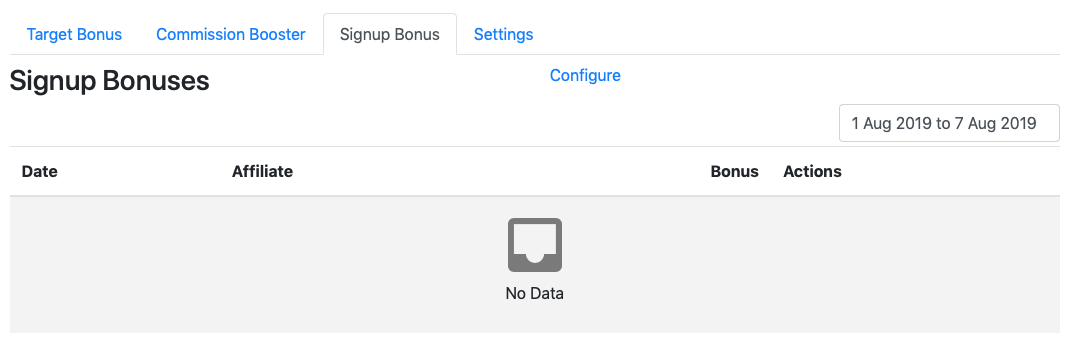 Target Bonus Commission Booster Signup Bonus Settings
Signup Bonuses Configure
1 Aug 2019 to 7 Aug 2019
Date Affiliate Bonus Actions
No Data